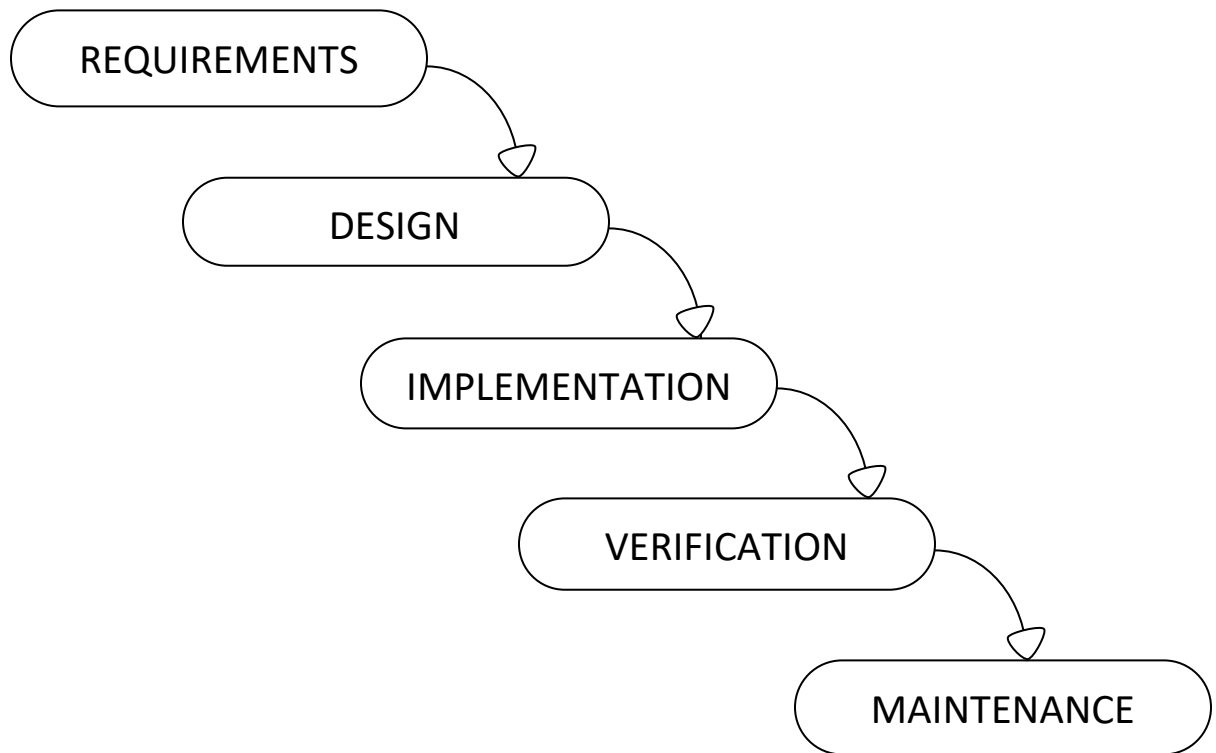 REQUIREMENTS
DESIGN
IMPLEMENTATION
VERIFICATION
MAINTENANCE